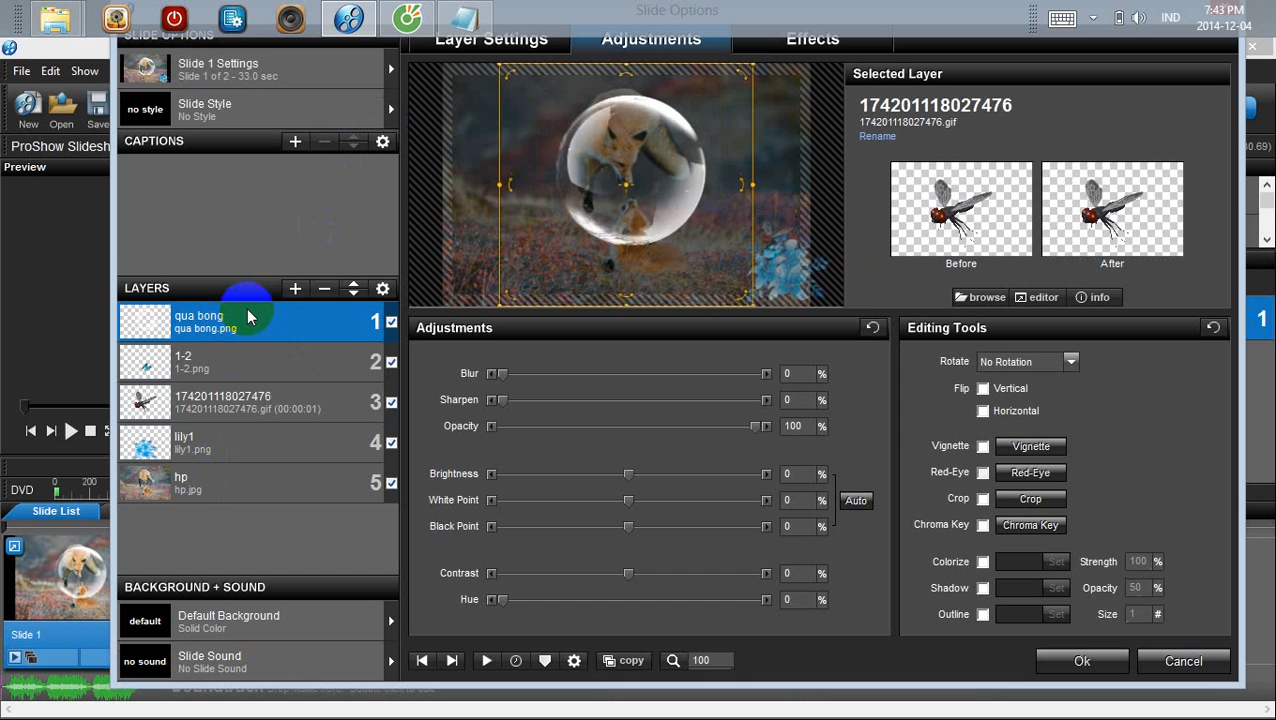 Slide Options
7:43 PM
IND
2014-12-04
SLIDE OPTIONS
Layer Settings
Adjustments
Effects
File Edit Show
New Open Save
ProShow Slidesh
0.69)
Preview
Slide 1 Settings
Slide 1 of 2 - 33.0 sec
no style
Slide Style
No Style
CAPTIONS
Selected Layer
174201118027476
174201118027476.gif
Rename
Before
After
browse
editor
info
LAYERS
qua bong
qua bong.png
1
1-2
1-2.png
2
174201118027476
174201118027476.gif (00:00:01)
3
lily1
lily1.png
4
hp
hp.jpg
5
1
Adjustments
Blur 0 %
Sharpen 0 %
Opacity 100 %
Brightness 0 %
White Point 0 %
Auto
Black Point 0 %
Contrast 0 %
Hue 0 %
Editing Tools
Rotate No Rotation
Flip Vertical
Horizontal
Vignette Vignette
Red-Eye Red-Eye
Crop Crop
Chroma Key Chroma Key
Colorize Set Strength 100 %
Shadow Set Opacity 50 %
Outline Set Size 1 #
DVD 0 200
Slide List
Slide 1
BACKGROUND + SOUND
default
Default Background
Solid Color
no sound
Slide Sound
No Slide Sound
copy
100
Ok
Cancel